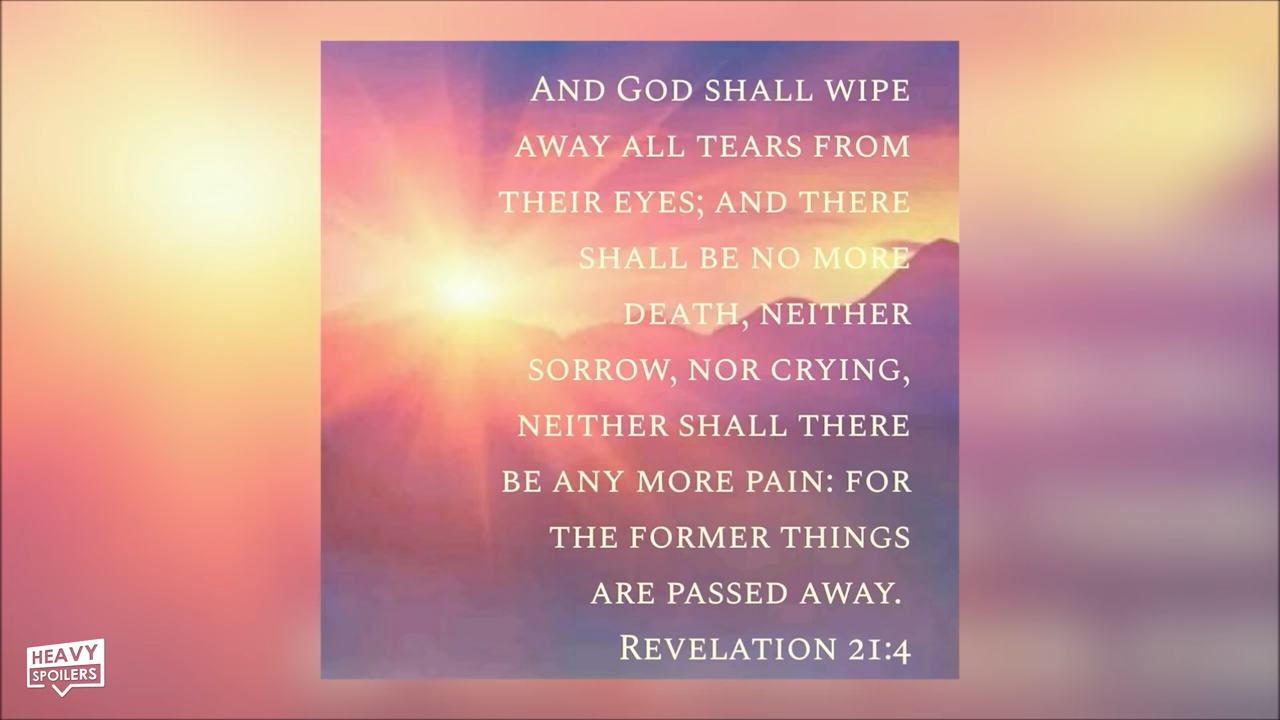 And God shall wipe
away all tears from
their eyes; and there
shall be no more
death, neither
sorrow, nor crying,
neither shall there
be any more pain: for
the former things
are passed away.
Revelation 21:4
HEAVY
SPOILERS